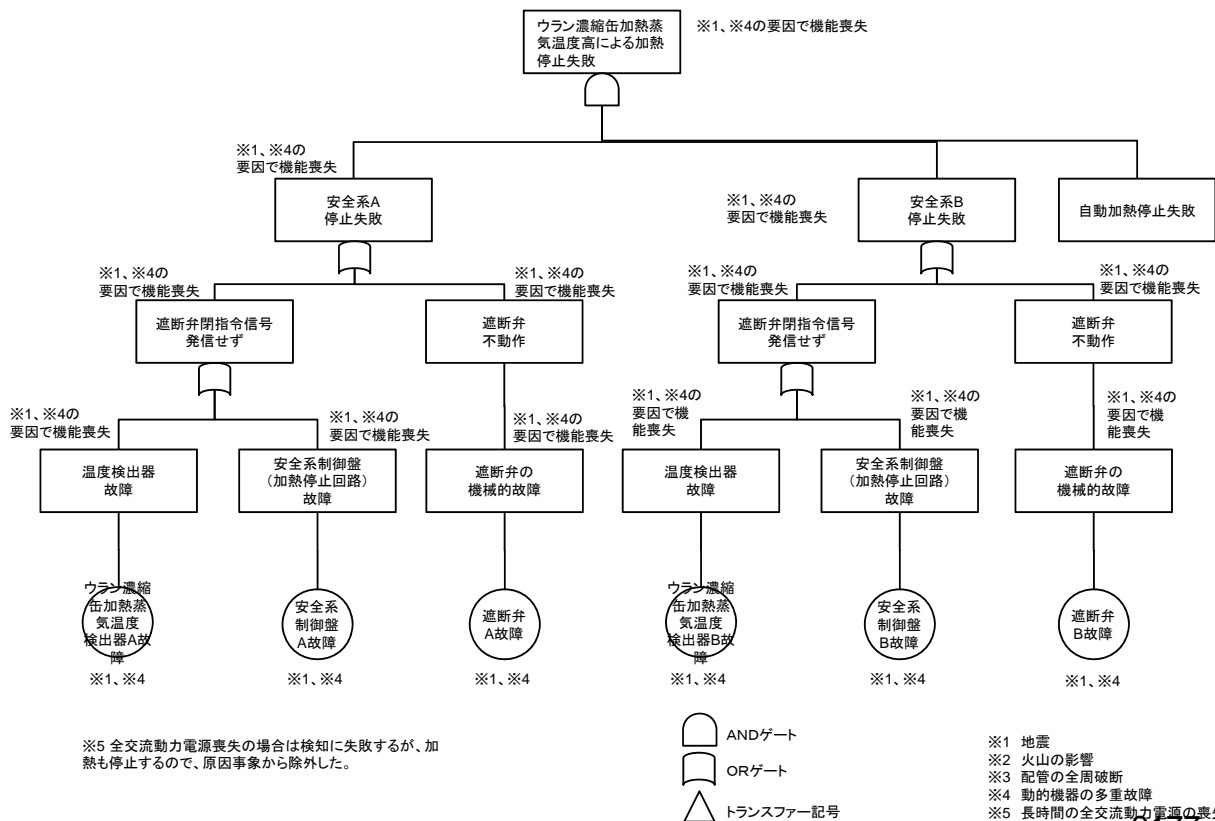 ウラン濃縮缶加熱蒸
気温度高による加熱
停止失敗
※1、※4の要因で機能喪失
※1、※4の
要因で機能喪失
安全系A
停止失敗
※1、※4の
要因で機能喪失
安全系B
停止失敗
自動加熱停止失敗
※1、※4の
要因で機能喪失
遮断弁閉指令信号
発信せず
※1、※4の
要因で機能喪失
遮断弁
不動作
※1、※4の
要因で機能喪失
遮断弁閉指令信号
発信せず
※1、※4の
要因で機能喪失
遮断弁
不動作
※1、※4の
要因で機能喪失
温度検出器
故障
※1、※4の
要因で機能喪失
安全系制御盤
（加熱停止回路）
故障
※1、※4の
要因で機能喪失
遮断弁の
機械的故障
※1、※4の
要因で機
能喪失
温度検出器
故障
※1、※4の
要因で機
能喪失
安全系制御盤
（加熱停止回路）
故障
※1、※4の
要因で機
能喪失
遮断弁の
機械的故障
ウラン濃縮
缶加熱蒸
気温度
検出器A故
障
※1、※4
安全系
制御盤
A故障
※1、※4
遮断弁
A故障
※1、※4
ウラン濃縮
缶加熱蒸
気温度
検出器B故
障
※1、※4
安全系
制御盤
B故障
※1、※4
遮断弁
B故障
※1、※4
※5 全交流動力電源喪失の場合は検知に失敗するが、加
熱も停止するので、原因事象から除外した。
ANDゲート
ORゲート
トランスファー記号
※1 地震
※2 火山の影響
※3 配管の全周破断
※4 動的機器の多重故障
※5 長時間の全交流動力電源の喪失